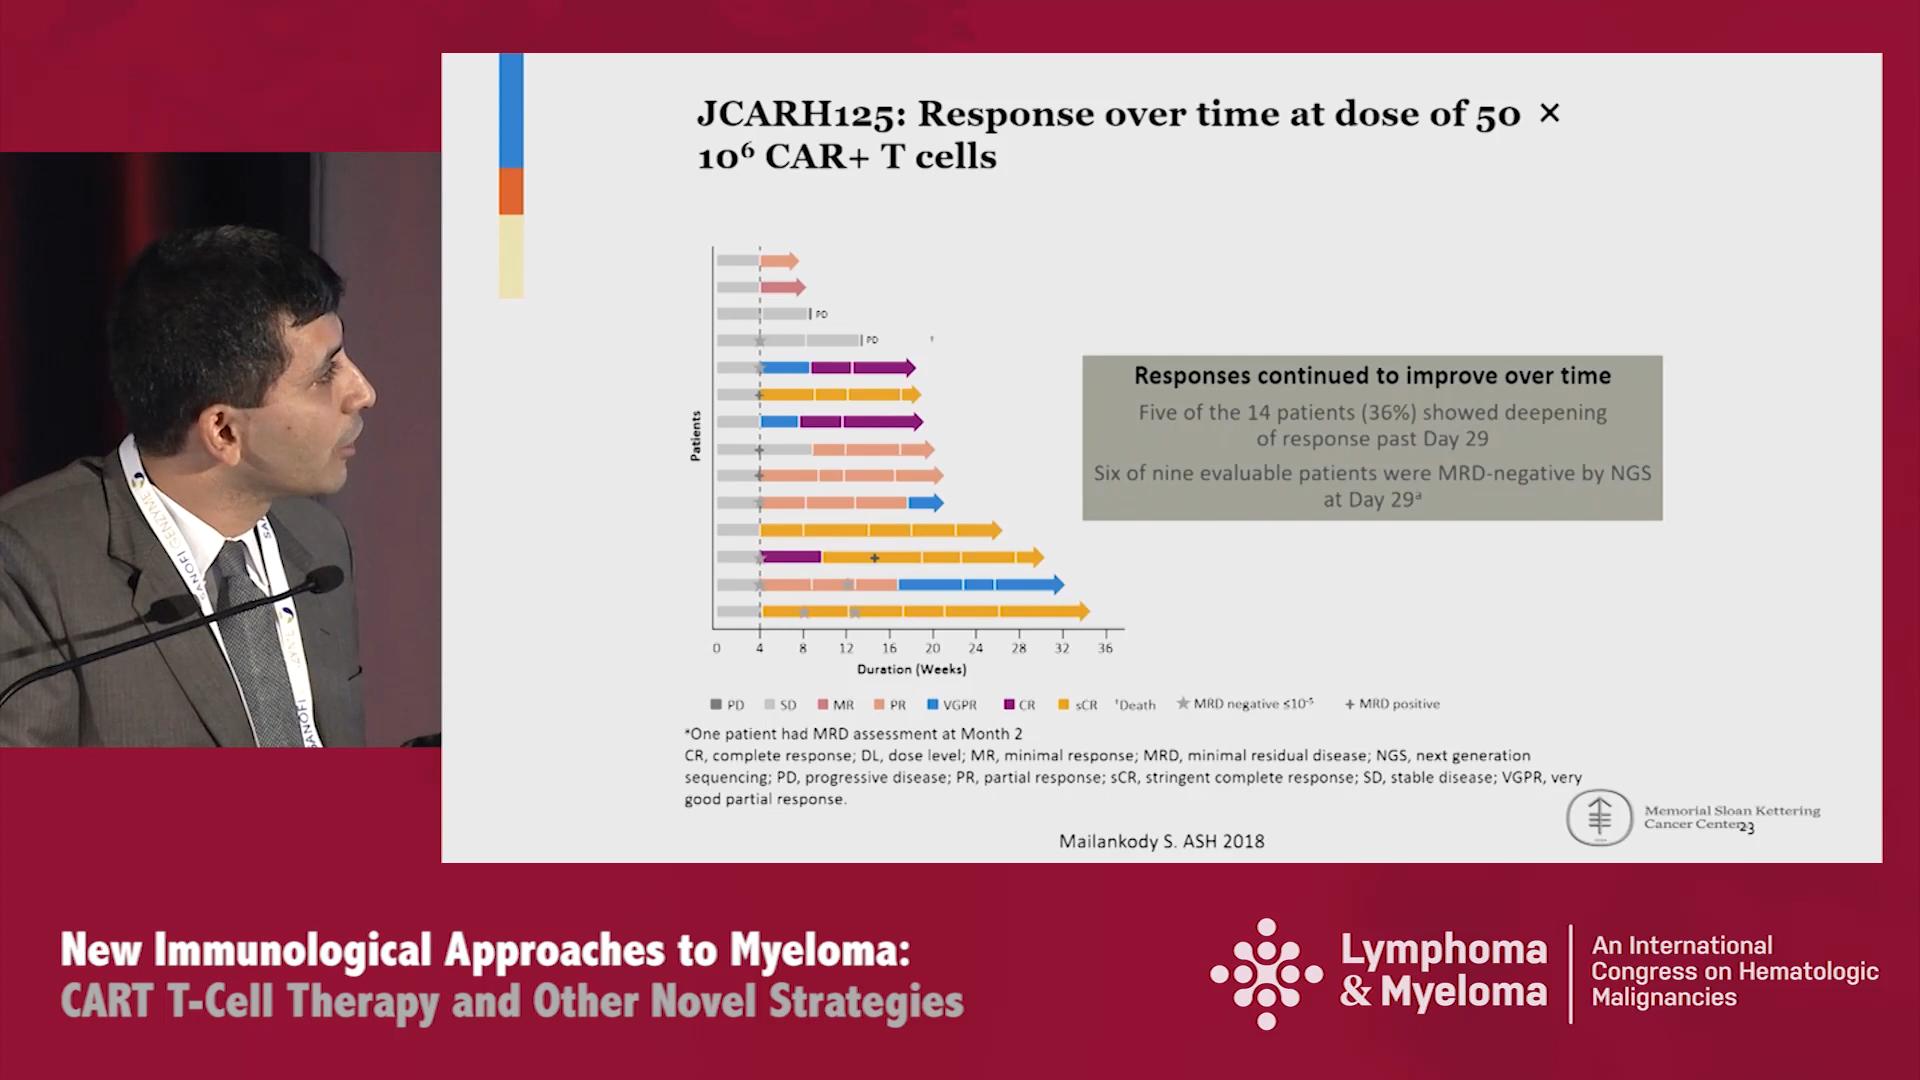 JCARH125: Response over time at dose of 50 ×
10⁶ CAR+ T cells
PD
PD
†
Patients
0 4 8 12 16 20 24 28 32 36
Duration (Weeks)
PD SD MR PR VGPR CR sCR †Death MRD negative ≤10⁻⁵ + MRD positive
Responses continued to improve over time
Five of the 14 patients (36%) showed deepening
of response past Day 29
Six of nine evaluable patients were MRD-negative by NGS
at Day 29ᵃ
*One patient had MRD assessment at Month 2
CR, complete response; DL, dose level; MR, minimal response; MRD, minimal residual disease; NGS, next generation
sequencing; PD, progressive disease; PR, partial response; sCR, stringent complete response; SD, stable disease; VGPR, very
good partial response.
Memorial Sloan Kettering
Cancer Center
23
Mailankody S. ASH 2018
SANOFI GENZYME
SANOFI
New Immunological Approaches to Myeloma:
CART T-Cell Therapy and Other Novel Strategies
Lymphoma
& Myeloma
An International
Congress on Hematologic
Malignancies